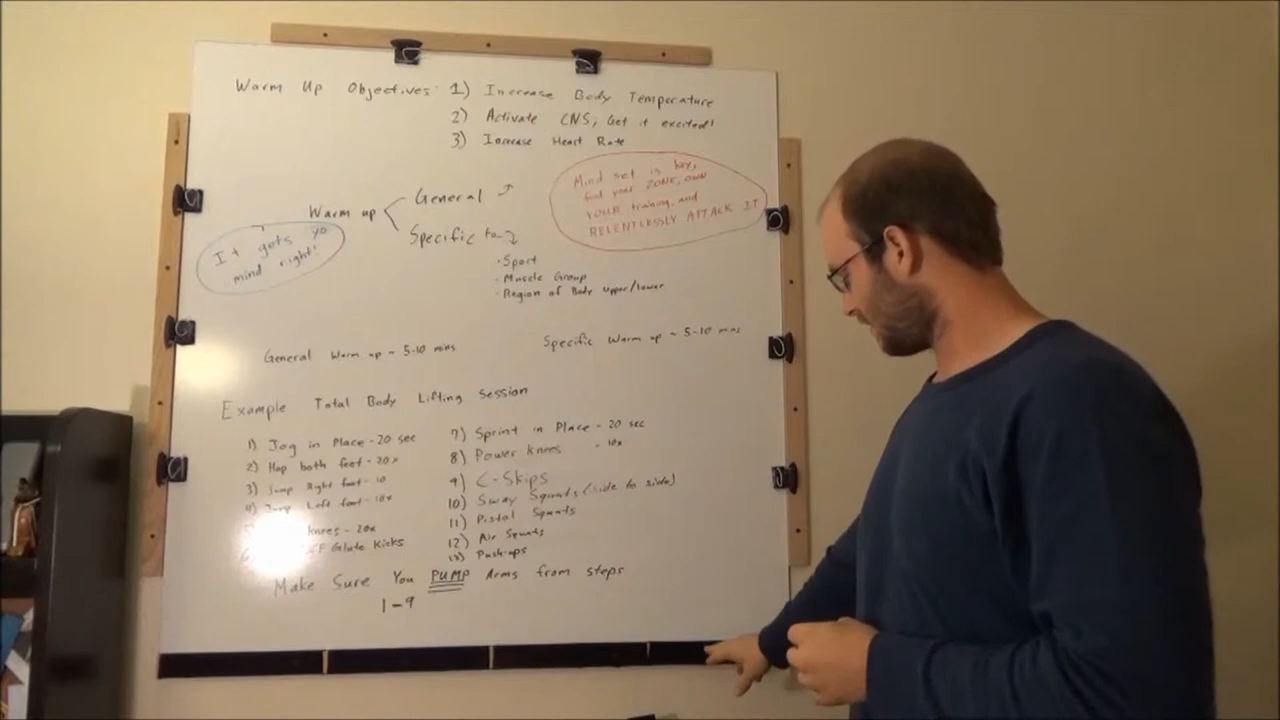 Warm Up Objectives: 1) Increase Body Temperature
2) Activate CNS, Get it excited!
3) Increase Heart Rate
Mind set is key,
find your ZONE, OWN
YOUR training, and
RELENTLESSLY ATTACK IT
General
Warm up
Specific to
It gets yo
mind right!
• Sport
• Muscle Group
• Region of Body upper/lower
General Warm up ~ 5-10 mins
Specific Warm up ~ 5-10 mins
Example Total Body Lifting Session
1) Jog in Place - 20 sec
2) Hop both feet - 20x
3) Jump Right foot - 10
4) Jump Left foot - 10x
knees - 20x
Glute Kicks
7) Sprint in Place - 20 sec
8) Power Knees - 10x
9) C-Skips
10) Sway Squats (side to side)
11) Pistol Squats
12) Air Squats
13) Push-ups
Make Sure You PUMP Arms from steps
1-9